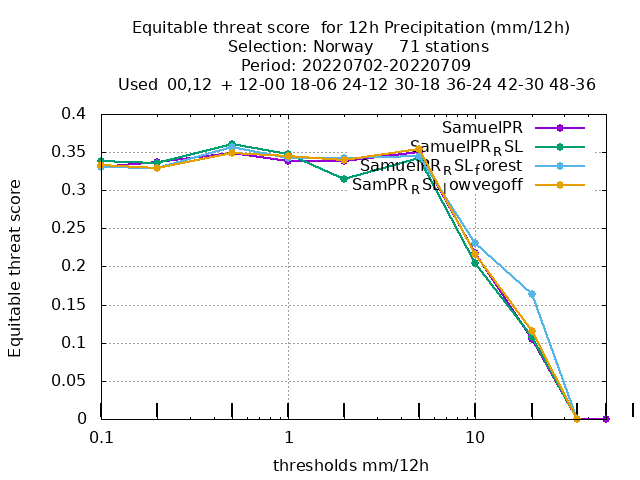 Equitable threat score for 12h Precipitation (mm/12h)
Selection: Norway 71 stations
Period: 20220702-20220709
Used 00,12 + 12-00 18-06 24-12 30-18 36-24 42-30 48-36
0.4
0.35
0.3
0.25
0.2
0.15
0.1
0.05
0
Equitable threat score
SamuelPR
SamuelPRRSL
SamuelPRRSLforest
SamPRRSLlowvegoff
0.1 1 10
thresholds mm/12h